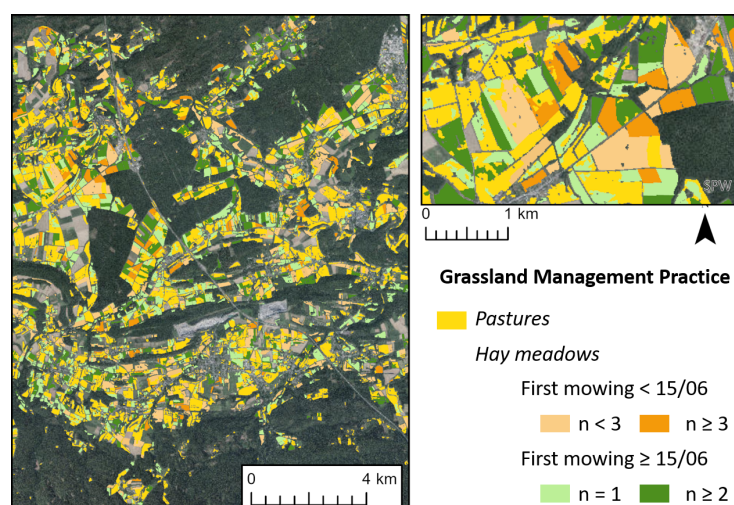 0 4 km
SPW
0 1 km
Grassland Management Practice
Pastures
Hay meadows
First mowing < 15/06
n < 3 n ≥ 3
First mowing ≥ 15/06
n = 1 n ≥ 2